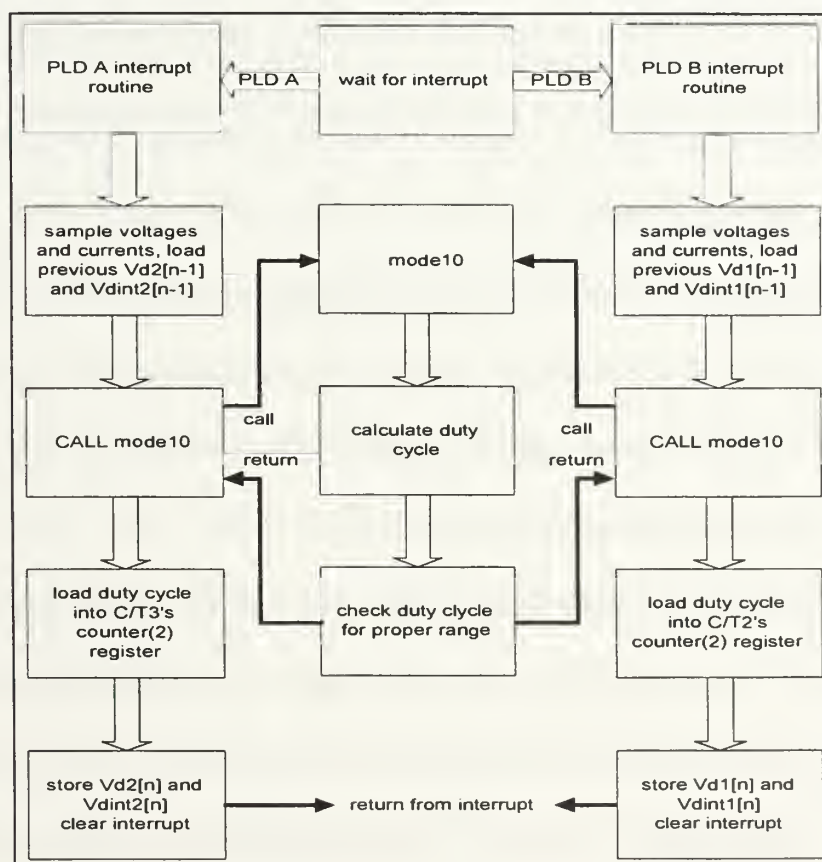 PLD A interrupt
routine
PLD A
wait for interrupt
PLD B
PLD B interrupt
routine
sample voltages
and currents, load
previous Vd2[n-1]
and Vdint2[n-1]
mode10
sample voltages
and currents, load
previous Vd1[n-1]
and Vdint1[n-1]
CALL mode10
call
return
calculate duty
cycle
call
return
CALL mode10
load duty cycle
into C/T3's
counter(2)
register
check duty clycle
for proper range
load duty cycle
into C/T2's
counter(2) register
store Vd2[n] and
Vdint2[n]
clear interrupt
return from interrupt
store Vd1[n] and
Vdint1[n]
clear interrupt